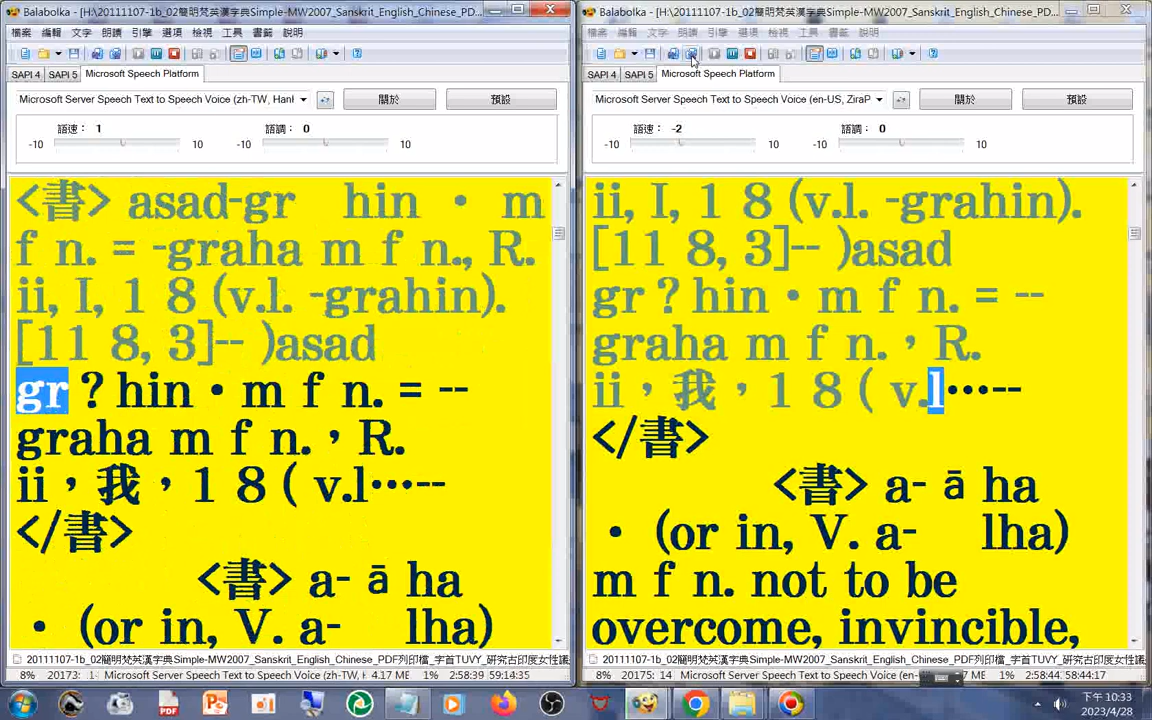 Balabolka - [H:\20111107-1b_02簡明梵英漢字典Simple-MW2007_Sanskrit_English_Chinese_PD...
檔案 編輯 文字 朗讀 引擎 選項 檢視 工具 書籤 說明
SAPI 4 SAPI 5 Microsoft Speech Platform
Microsoft Server Speech Text to Speech Voice (zh-TW, HanH 關於 預設
語速： 1 語調： 0
-10 10 -10 10
<書> asad-gr hin • m
f n. = -graha m f n., R.
ii, I, 1 8 (v.l. -grahin).
[11 8, 3]-- )asad
gr？hin • m f n. = --
graha m f n.，R.
ii，我，1 8 ( v.l…--
</書>
<書> a- ā ha
• (or in, V. a- lha)
20111107-1b_02簡明梵英漢字典Simple-MW2007_Sanskrit_English_Chinese_PDF列印檔_字首TUVY_研究古印度女性議
8% 20173: 14 Microsoft Server Speech Text to Speech Voice (zh-TW, H 4.17 MB 1% 2:58:39 59:14:35
Balabolka - [H:\20111107-1b_02簡明梵英漢字典Simple-MW2007_Sanskrit_English_Chinese_PDF...
檔案 編輯 文字 朗讀 引擎 選項 檢視 工具 書籤 說明
SAPI 4 SAPI 5 Microsoft Speech Platform
Microsoft Server Speech Text to Speech Voice (en-US, ZiraP 關於 預設
語速： -2 語調： 0
-10 10 -10 10
ii, I, 1 8 (v.l. -grahin).
[11 8, 3]-- )asad
gr？hin • m f n. = --
graha m f n.，R.
ii，我，1 8 ( v.l…--
</書>
<書> a- ā ha
• (or in, V. a- lha)
m f n. not to be
overcome, invincible,
20111107-1b_02簡明梵英漢字典Simple-MW2007_Sanskrit_English_Chinese_PDF列印檔_字首TUVY_研究古印度女性議
8% 20175: 14 Microsoft Server Speech Text to Speech Voice 4.17 MB 1% 2:58:44 58:44:17
下午 10:33
2023/4/28